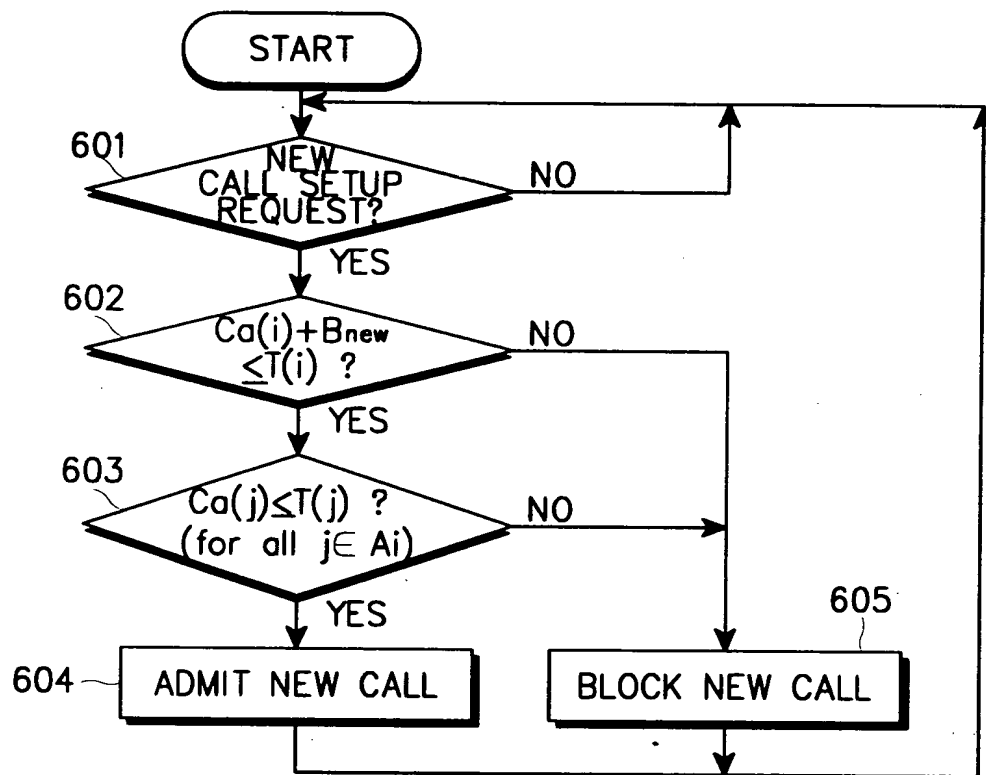 START
601
NEW
CALL SETUP
REQUEST?
NO
YES
602
Ca(i)+Bnew
≤T(i) ?
NO
YES
603
Ca(j)≤T(j) ?
(for all j∈ Ai)
NO
YES
604
ADMIT NEW CALL
605
BLOCK NEW CALL